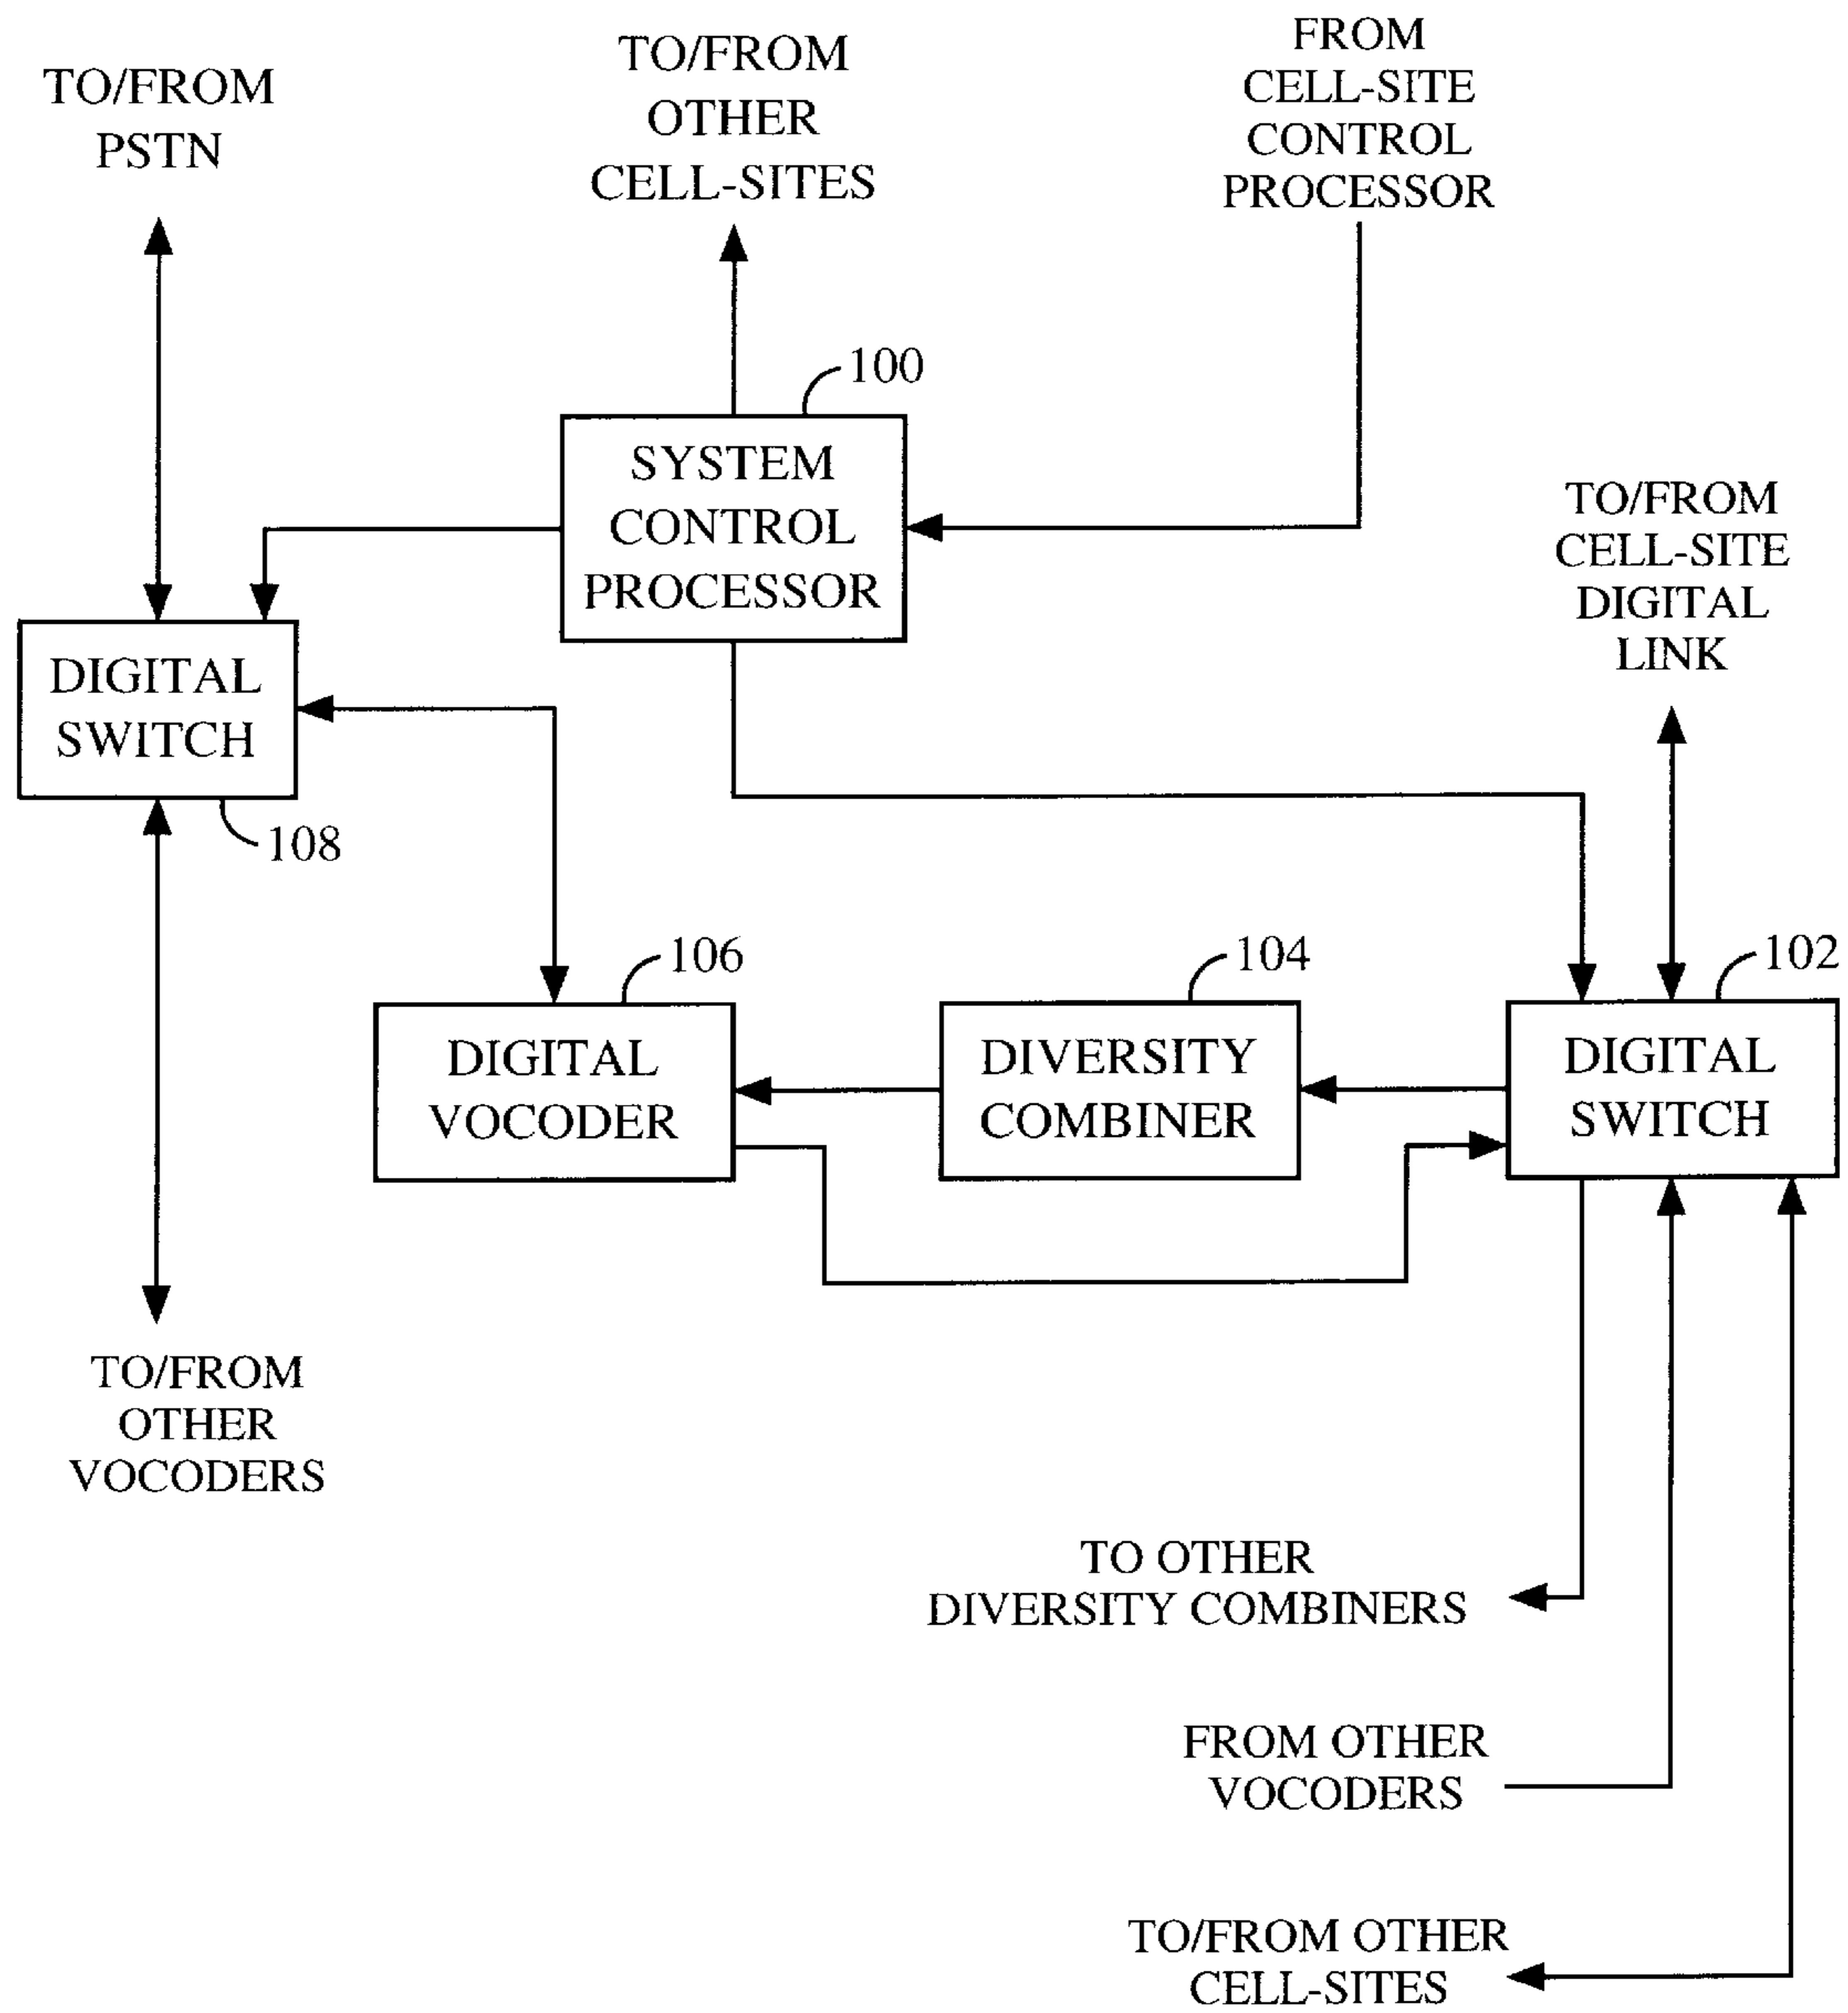 TO/FROM
PSTN
TO/FROM
OTHER
CELL-SITES
FROM
CELL-SITE
CONTROL
PROCESSOR
100
SYSTEM
CONTROL
PROCESSOR
TO/FROM
CELL-SITE
DIGITAL
LINK
DIGITAL
SWITCH
108
106
DIGITAL
VOCODER
104
DIVERSITY
COMBINER
102
DIGITAL
SWITCH
TO/FROM
OTHER
VOCODERS
TO OTHER
DIVERSITY COMBINERS
FROM OTHER
VOCODERS
TO/FROM OTHER
CELL-SITES